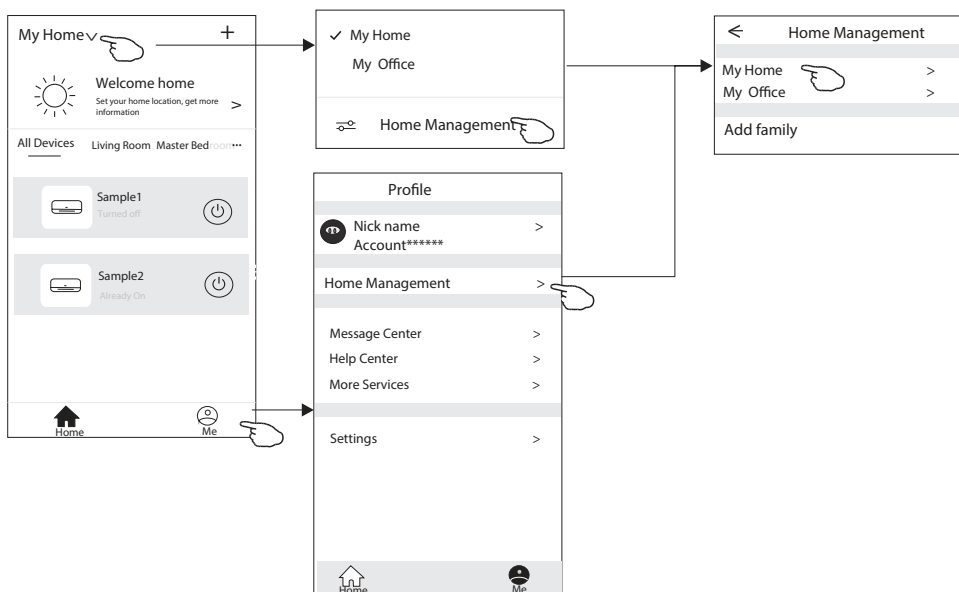 My Home
+
Welcome home
Set your home location, get more
information
>
All Devices Living Room Master Bedroom...
Sample1
Turned off
Sample2
Already On
Home
Me
✓ My Home
My Office
Home Management
Profile
Nick name >
Account******
Home Management >
Message Center >
Help Center >
More Services >
Settings >
Home
Me
Home Management
My Home >
My Office >
Add family